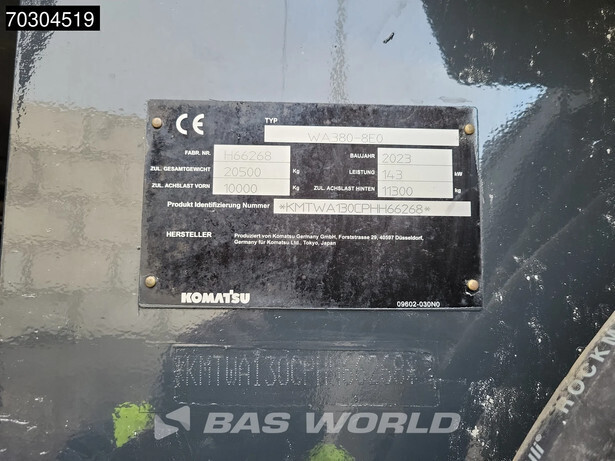 70304519
CE
TYP
WA380-8E0
FABR. NR. H66268 BAUJAHR 2023
ZUL. GESAMTGEWICHT 20500 Kg LEISTUNG 143 kW
ZUL. ACHSLAST VORN 10000 Kg ZUL. ACHSLAST HINTEN 11300 kg
Produkt Identifizierung Nummer *KMTWA130CPHH66268*
HERSTELLER Produziert von Komatsu Germany GmbH, Forststrasse 29, 40597 Düsseldorf,
Germany für Komatsu Ltd., Tokyo, Japan
KOMATSU 09602-030N0
*KMTWA130CPHH66268*
BAS WORLD